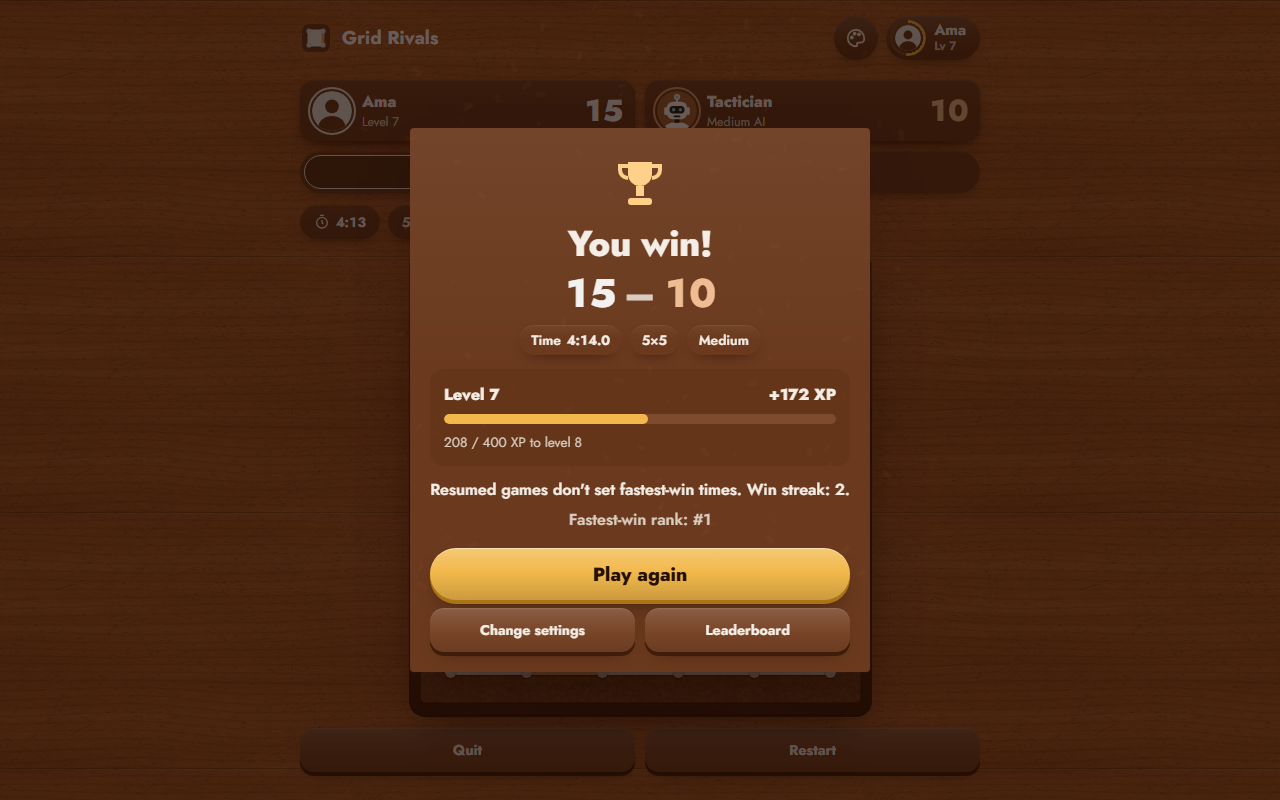 Grid Rivals
Ama
Lv 7
Ama
Level 7
15
Tactician
Medium AI
10
4:13
5
You win!
15 – 10
Time 4:14.0
5×5
Medium
Level 7
+172 XP
208 / 400 XP to level 8
Resumed games don't set fastest-win times. Win streak: 2.
Fastest-win rank: #1
Play again
Change settings
Leaderboard
Quit
Restart